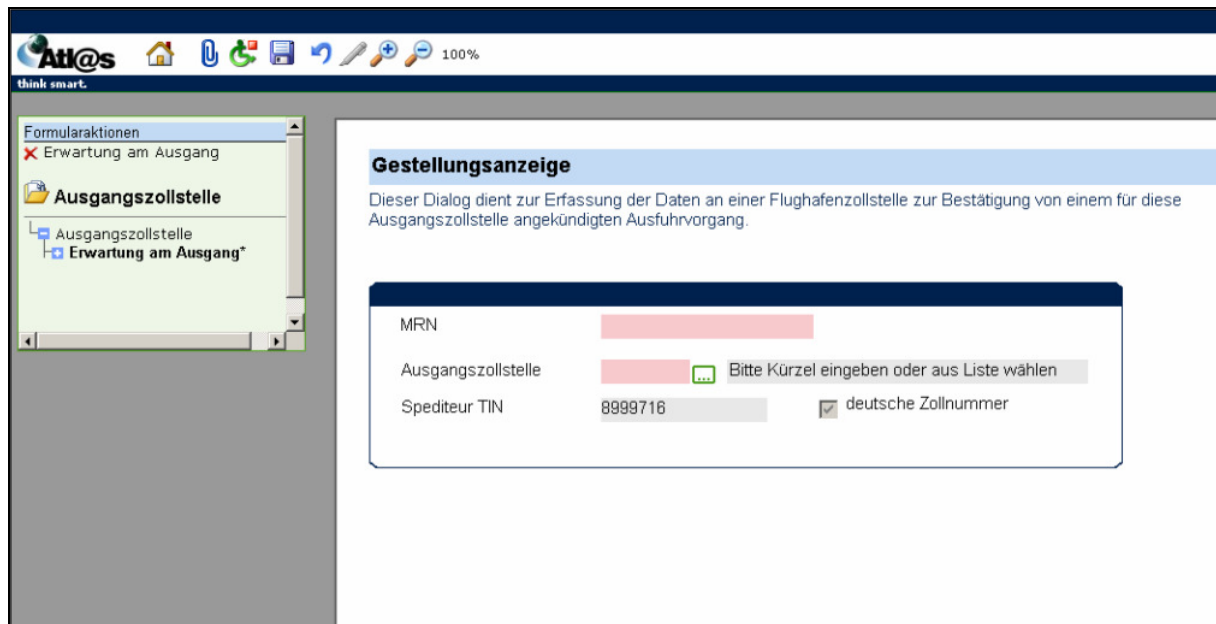 Atl@s
100%
think smart.
Formularaktionen
Erwartung am Ausgang
Ausgangszollstelle
Ausgangszollstelle
Erwartung am Ausgang*
Gestellungsanzeige
Dieser Dialog dient zur Erfassung der Daten an einer Flughafenzollstelle zur Bestätigung von einem für diese
Ausgangszollstelle angekündigten Ausfuhrvorgang.
MRN
Ausgangszollstelle ... Bitte Kürzel eingeben oder aus Liste wählen
Spediteur TIN 8999716 deutsche Zollnummer